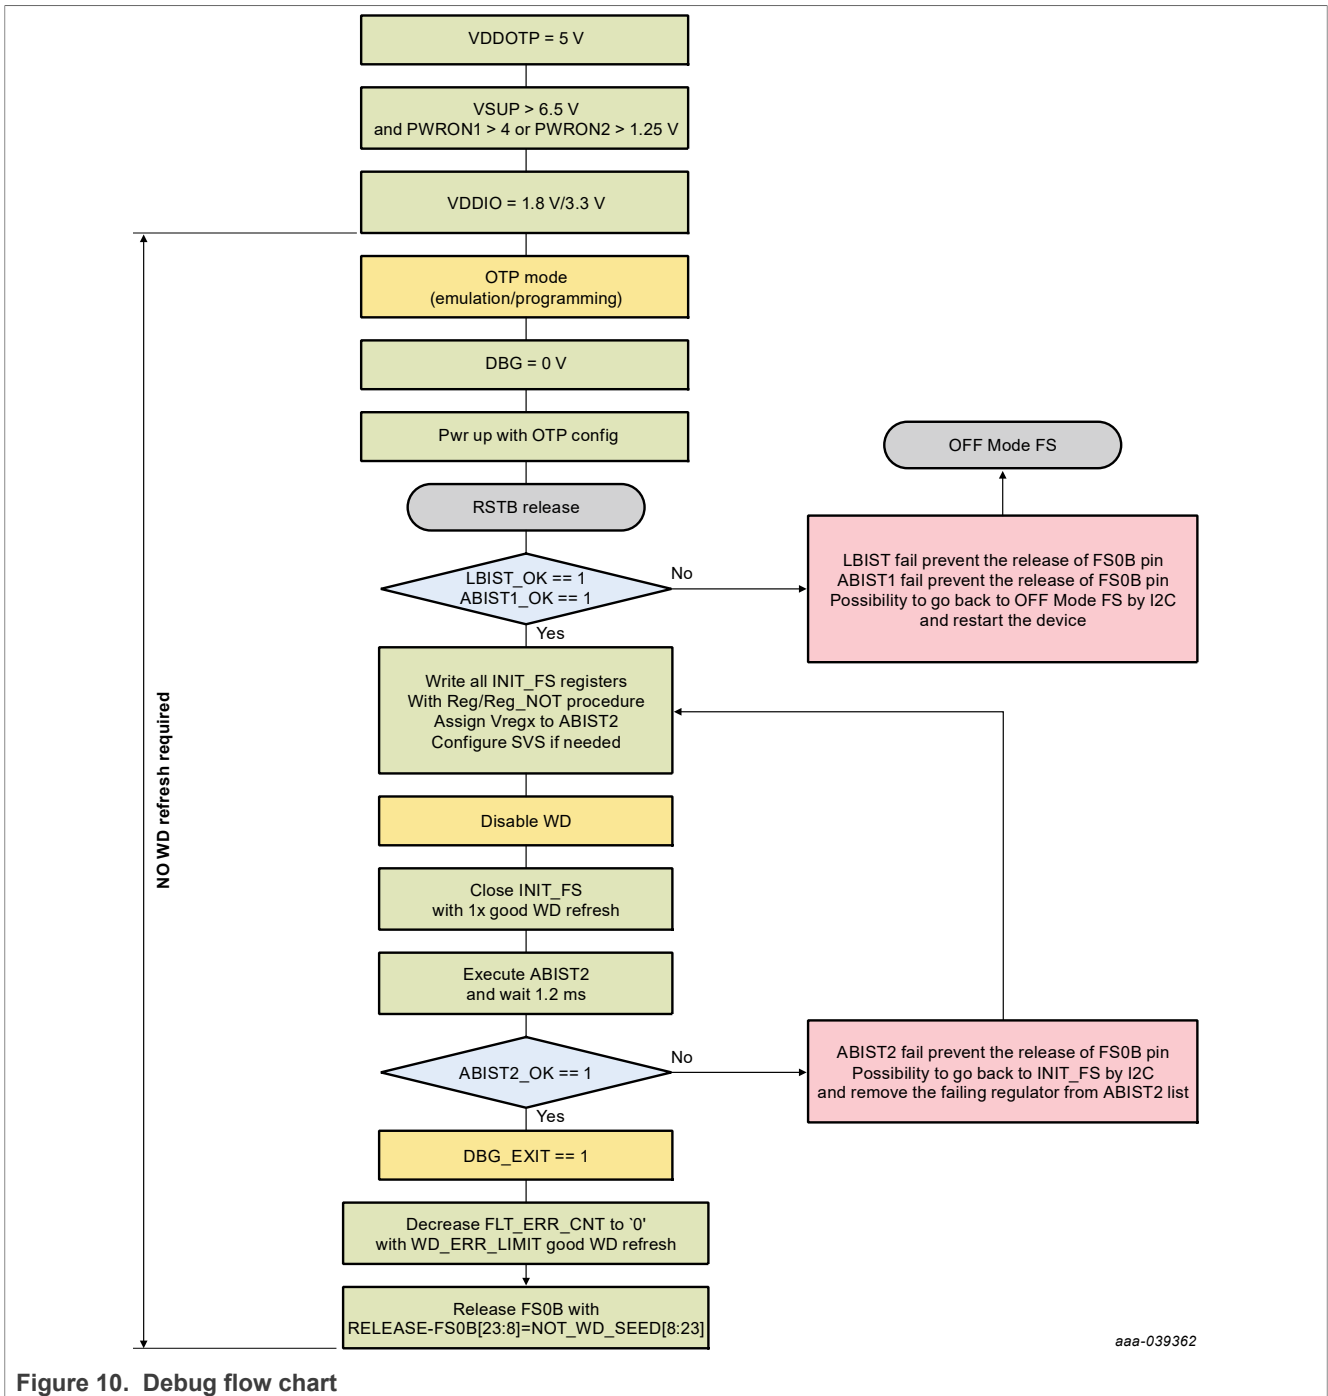 VDDOTP = 5 V
VSUP > 6.5 V
and PWRON1 > 4 or PWRON2 > 1.25 V
VDDIO = 1.8 V/3.3 V
OTP mode
(emulation/programming)
DBG = 0 V
Pwr up with OTP config
OFF Mode FS
RSTB release
LBIST_OK == 1
ABIST1_OK == 1
No
Yes
LBIST fail prevent the release of FS0B pin
ABIST1 fail prevent the release of FS0B pin
Possibility to go back to OFF Mode FS by I2C
and restart the device
Write all INIT_FS registers
With Reg/Reg_NOT procedure
Assign Vregx to ABIST2
Configure SVS if needed
NO WD refresh required
Disable WD
Close INIT_FS
with 1x good WD refresh
Execute ABIST2
and wait 1.2 ms
ABIST2_OK == 1
No
Yes
ABIST2 fail prevent the release of FS0B pin
Possibility to go back to INIT_FS by I2C
and remove the failing regulator from ABIST2 list
DBG_EXIT == 1
Decrease FLT_ERR_CNT to `0'
with WD_ERR_LIMIT good WD refresh
Release FS0B with
RELEASE-FS0B[23:8]=NOT_WD_SEED[8:23]
aaa-039362
Figure 10. Debug flow chart